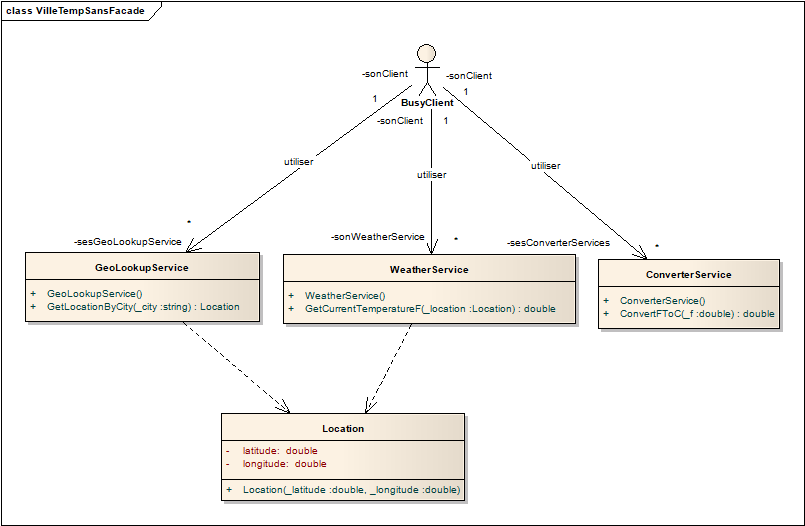 class VilleTempSansFacade
-sonClient
-sonClient
1
1
BusyClient
-sonClient
1
utiliser
utiliser
utiliser
*
-sesGeoLookupService
-sonWeatherService
*
-sesConverterServices
*
GeoLookupService
+ GeoLookupService()
+ GetLocationByCity(_city :string) : Location
WeatherService
+ WeatherService()
+ GetCurrentTemperatureF(_location :Location) : double
ConverterService
+ ConverterService()
+ ConvertFToC(_f :double) : double
Location
- latitude: double
- longitude: double
+ Location(_latitude :double, _longitude :double)